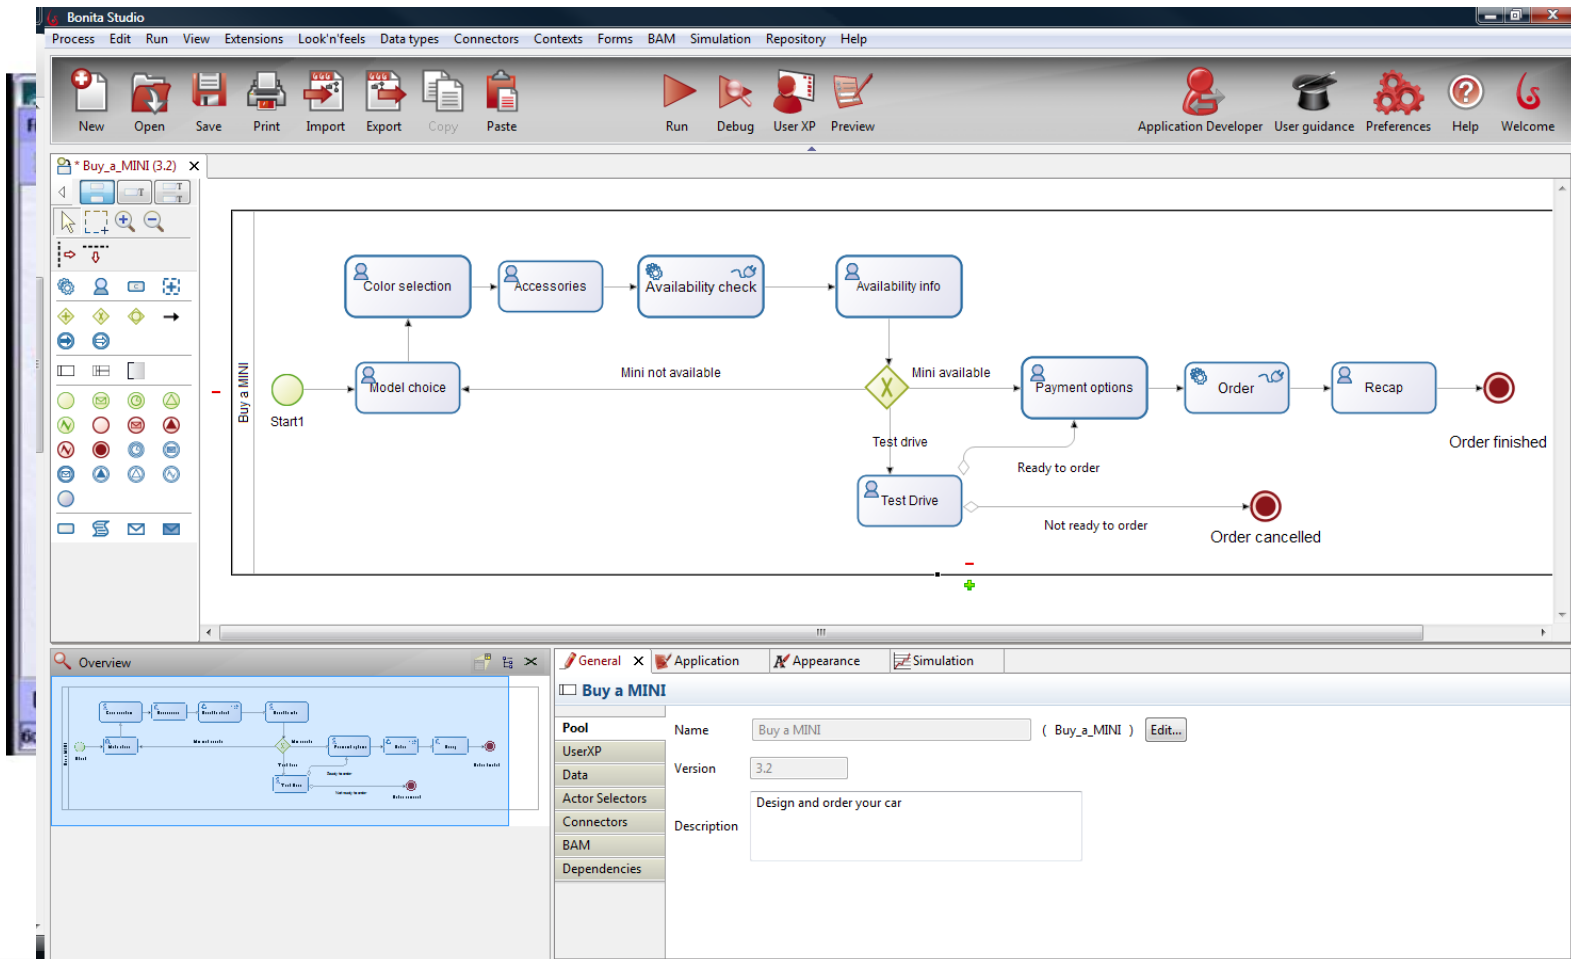 Bonita Studio
Process Edit Run View Extensions Look'n'feels Data types Connectors Contexts Forms BAM Simulation Repository Help
New Open Save Print Import Export Copy Paste Run Debug User XP Preview Application Developer User guidance Preferences Help Welcome
* Buy_a_MINI (3.2)
Color selection Accessories Availability check Availability info
Mini not available Mini available
Buy a MINI
Model choice Payment options Order Recap
Start1
Test drive
Order finished
Ready to order
Test Drive
Not ready to order
Order cancelled
Overview
General Application Appearance Simulation
Buy a MINI
Pool
UserXP
Data
Actor Selectors
Connectors
BAM
Dependencies
Name Buy a MINI ( Buy_a_MINI ) Edit...
Version 3.2
Description Design and order your car